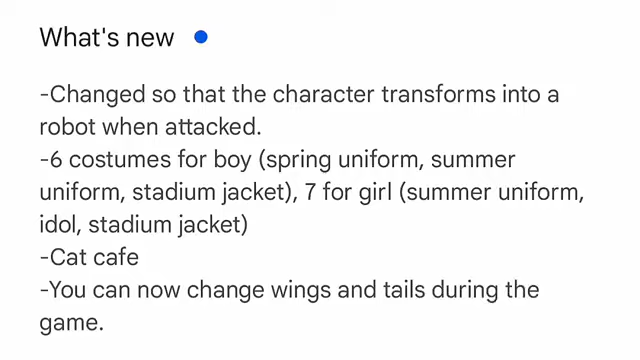 What's new
-Changed so that the character transforms into a
robot when attacked.
-6 costumes for boy (spring uniform, summer
uniform, stadium jacket), 7 for girl (summer uniform,
idol, stadium jacket)
-Cat cafe
-You can now change wings and tails during the
game.